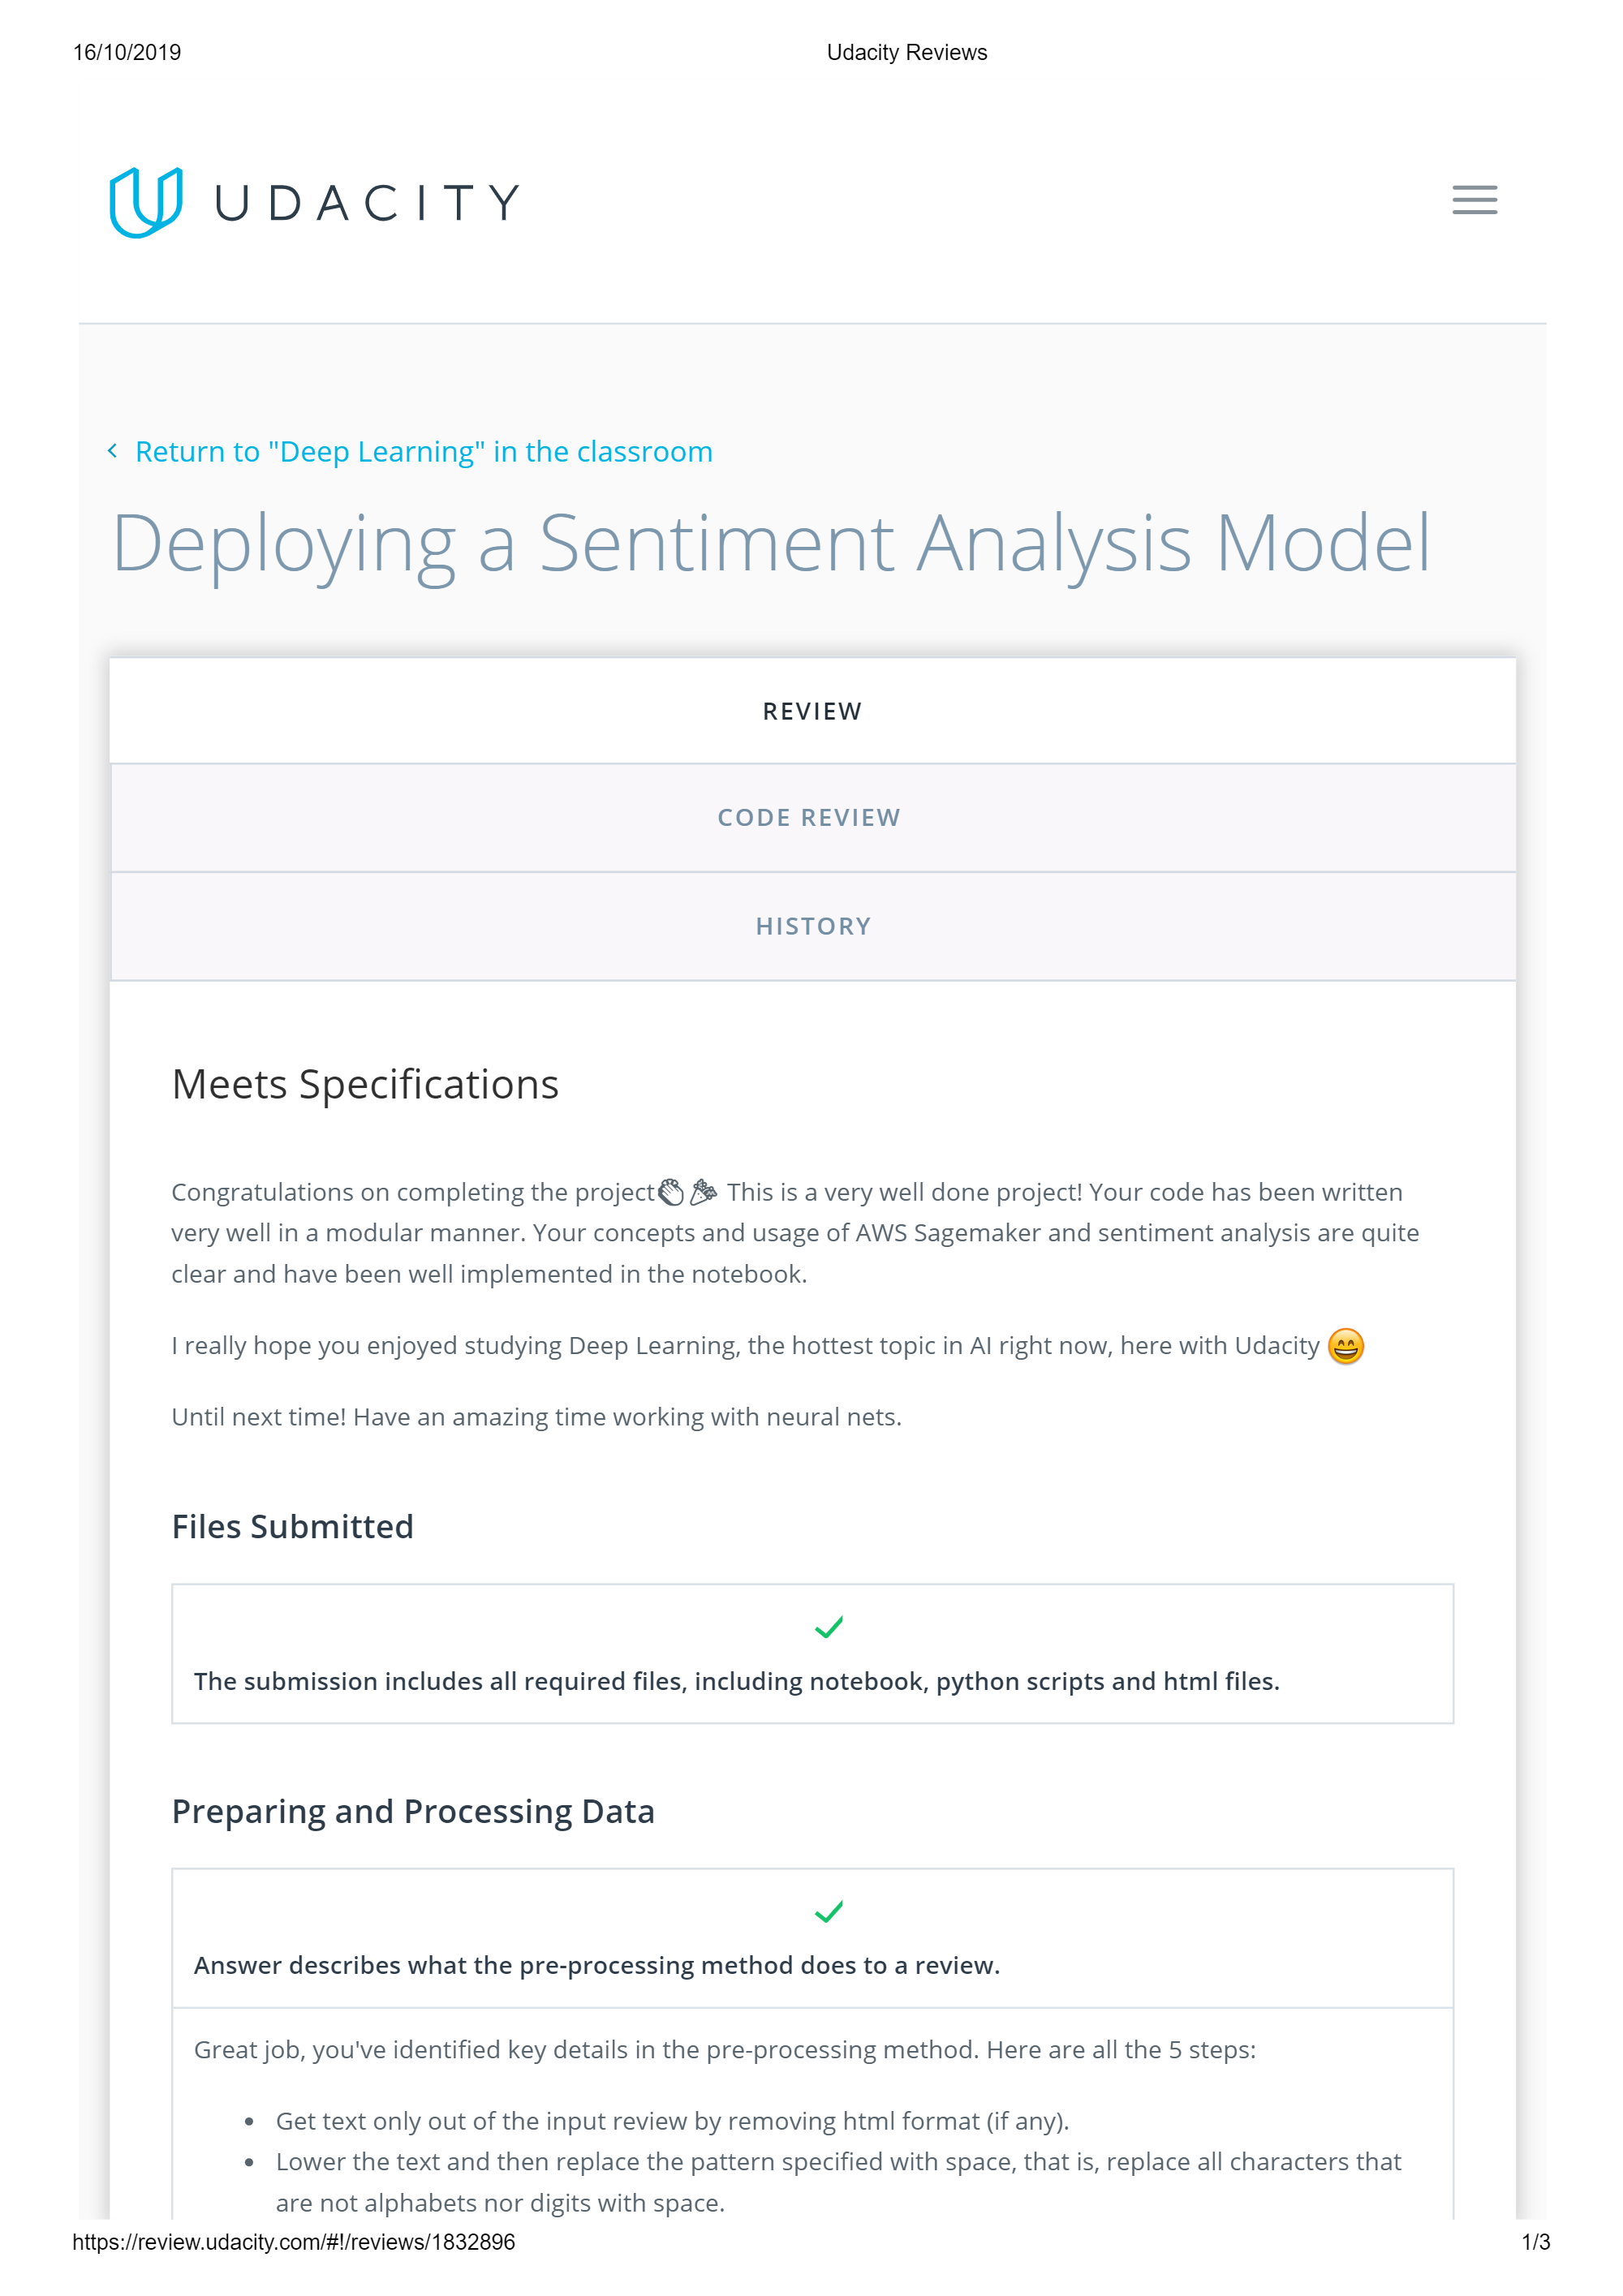 16/10/2019 Udacity Reviews
UDACITY
Return to "Deep Learning" in the classroom
Deploying a Sentiment Analysis Model
REVIEW
CODE REVIEW
HISTORY
Meets Specifications
Congratulations on completing the project👏🎉 This is a very well done project! Your code has been written
very well in a modular manner. Your concepts and usage of AWS Sagemaker and sentiment analysis are quite
clear and have been well implemented in the notebook.
I really hope you enjoyed studying Deep Learning, the hottest topic in AI right now, here with Udacity 😄
Until next time! Have an amazing time working with neural nets.
Files Submitted
The submission includes all required files, including notebook, python scripts and html files.
Preparing and Processing Data
Answer describes what the pre-processing method does to a review.
Great job, you've identified key details in the pre-processing method. Here are all the 5 steps:
• Get text only out of the input review by removing html format (if any).
• Lower the text and then replace the pattern specified with space, that is, replace all characters that
are not alphabets nor digits with space.
https://review.udacity.com/#!/reviews/1832896 1/3